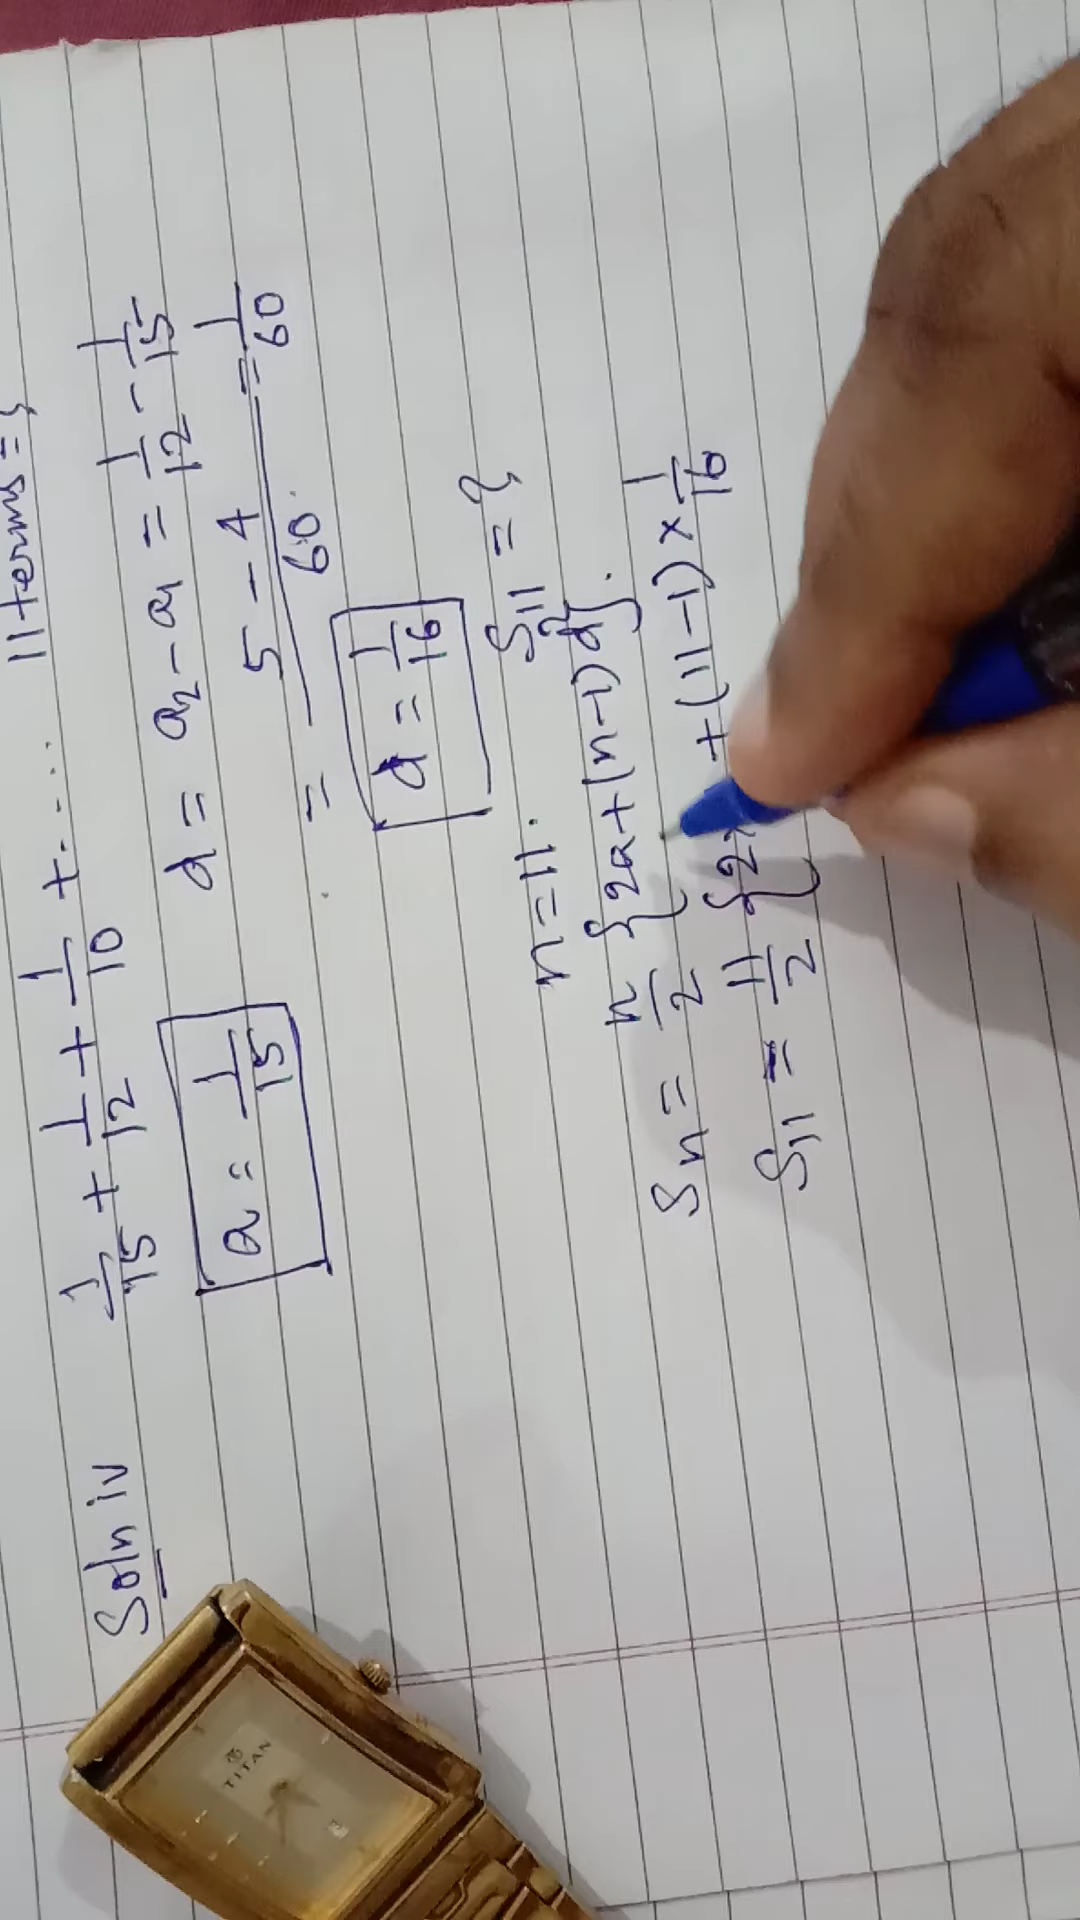 Soln iv 1/15 + 1/12 + 1/10 + ..... 11 terms = ?
a = 1/15 d = a2 - a1 = 1/12 - 1/15
= 5 - 4 / 60 = 1/60
d = 1/16
n = 11. S11 = ?
Sn = n/2 {2a + (n-1)d}.
S11 = 11/2 {2 + (11-1) × 1/16
TITAN